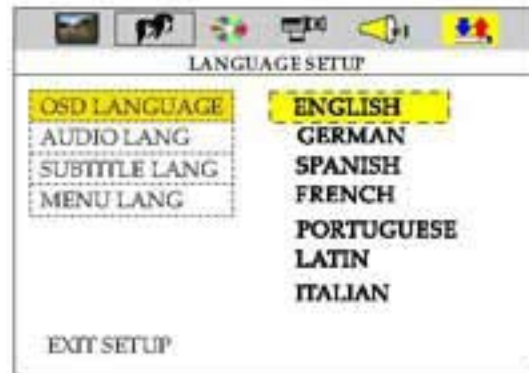 LANGUAGE SETUP
OSD LANGUAGE
AUDIO LANG
SUBTITLE LANG
MENU LANG
ENGLISH
GERMAN
SPANISH
FRENCH
PORTUGUESE
LATIN
ITALIAN
EXIT SETUP